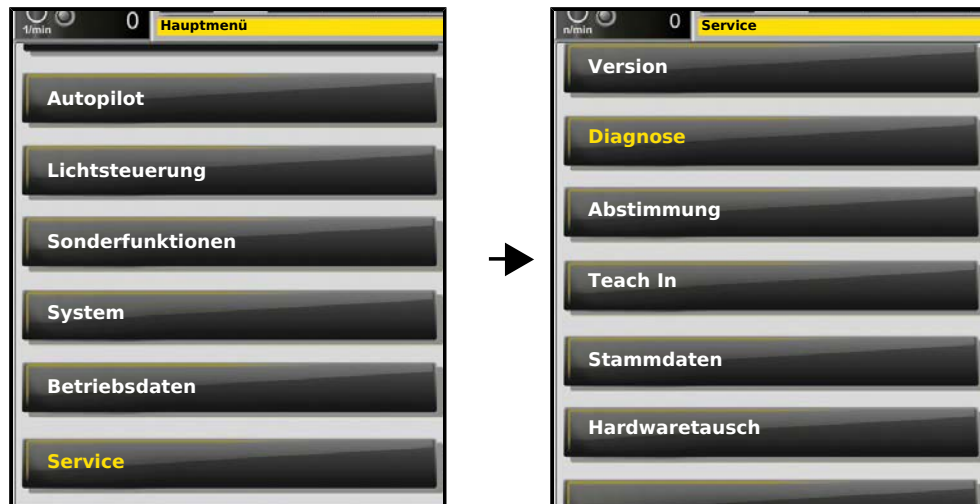 1/min 0 Hauptmenü
Autopilot
Lichtsteuerung
Sonderfunktionen
System
Betriebsdaten
Service
n/min 0 Service
Version
Diagnose
Abstimmung
Teach In
Stammdaten
Hardwaretausch